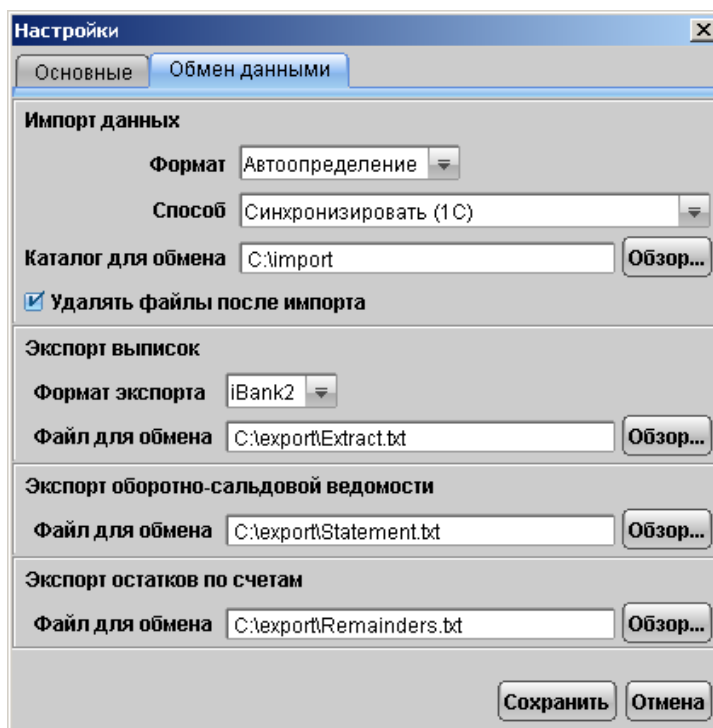 Настройки
Основные Обмен данными
Импорт данных
Формат Автоопределение
Способ Синхронизировать (1С)
Каталог для обмена C:\import Обзор...
Удалять файлы после импорта
Экспорт выписок
Формат экспорта iBank2
Файл для обмена C:\export\Extract.txt Обзор...
Экспорт оборотно-сальдовой ведомости
Файл для обмена C:\export\Statement.txt Обзор...
Экспорт остатков по счетам
Файл для обмена C:\export\Remainders.txt Обзор...
Сохранить Отмена